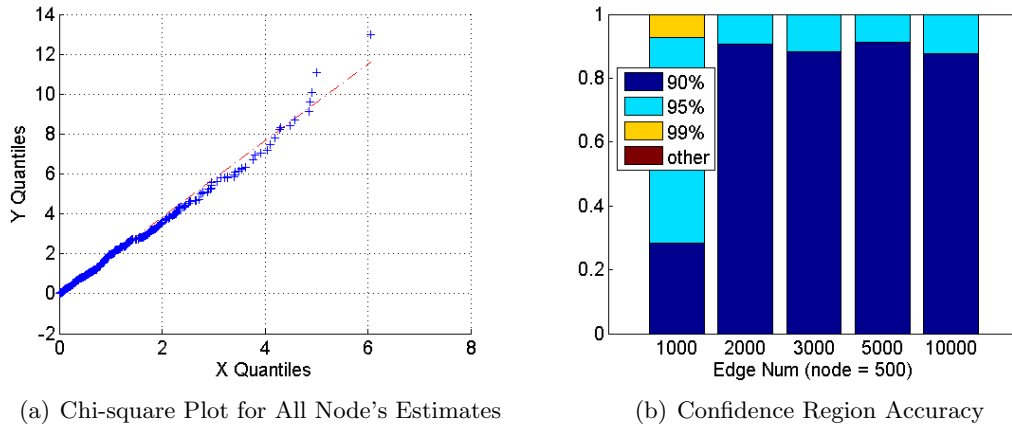 14
12
10
8
6
4
2
0
-2
Y Quantiles
0 2 4 6 8
X Quantiles
(a) Chi-square Plot for All Node's Estimates
1
0.8
0.6
0.4
0.2
0
90%
95%
99%
other
1000 2000 3000 5000 10000
Edge Num (node = 500)
(b) Confidence Region Accuracy